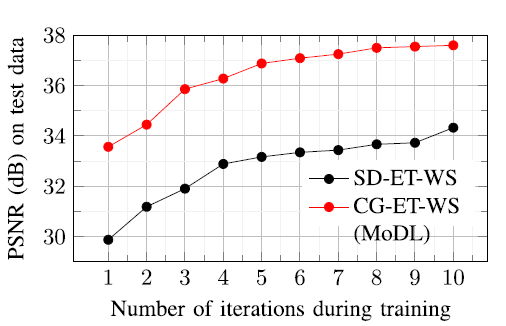 38
36
34
32
30
PSNR (dB) on test data
SD-ET-WS
CG-ET-WS
(MoDL)
1 2 3 4 5 6 7 8 9 10
Number of iterations during training